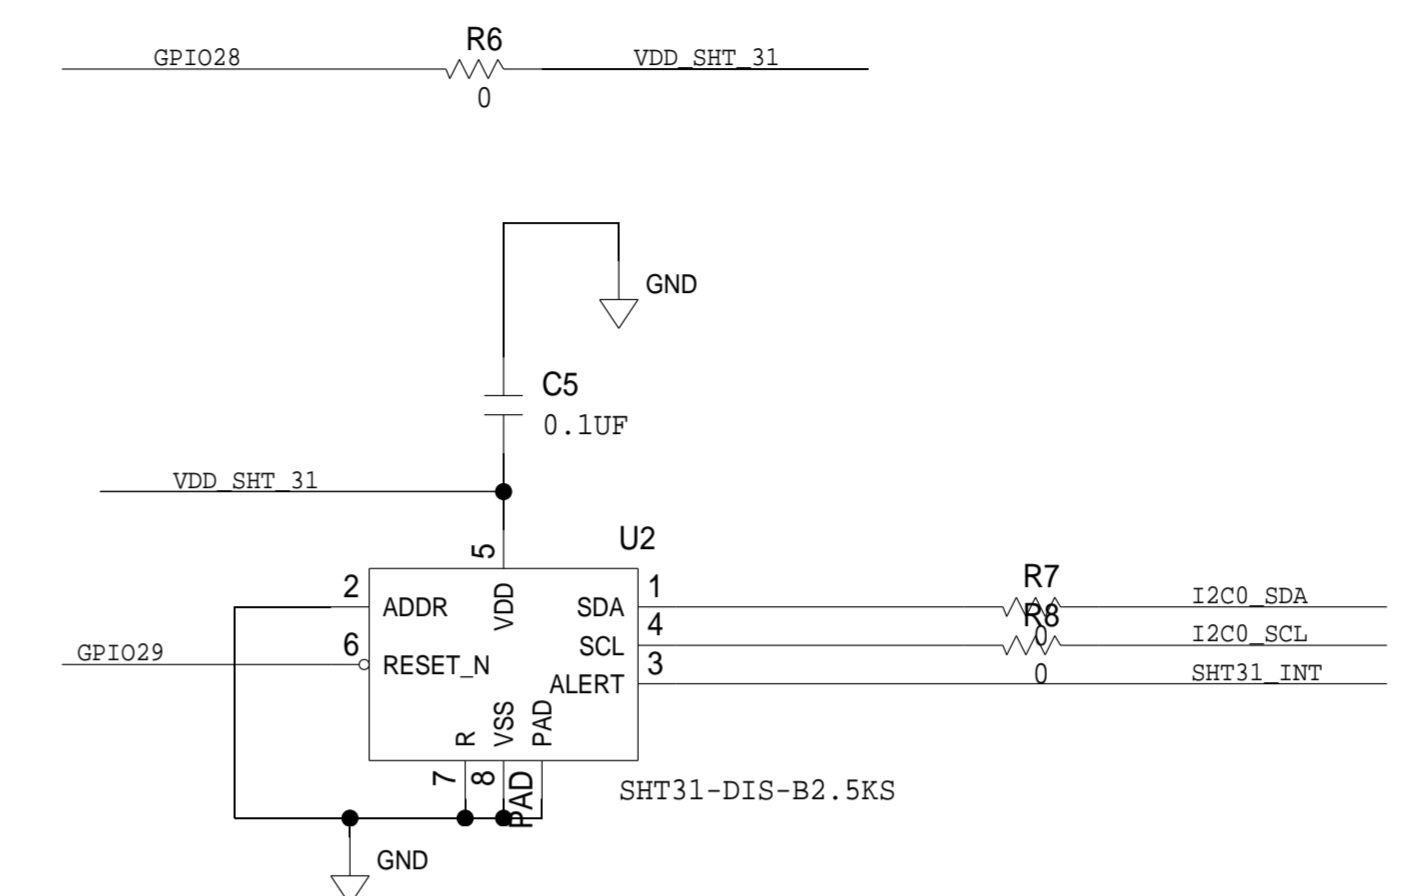 R6
GPIO28
VDD_SHT_31
0
GND
C5
0.1UF
VDD_SHT_31
U2
5
2
ADDR
VDD
SDA
1
R7
I2C0_SDA
0
GPIO29
6
RESET_N
SCL
4
R8
I2C0_SCL
0
ALERT
3
SHT31_INT
R
VSS
PAD
7
8
PAD
SHT31-DIS-B2.5KS
GND